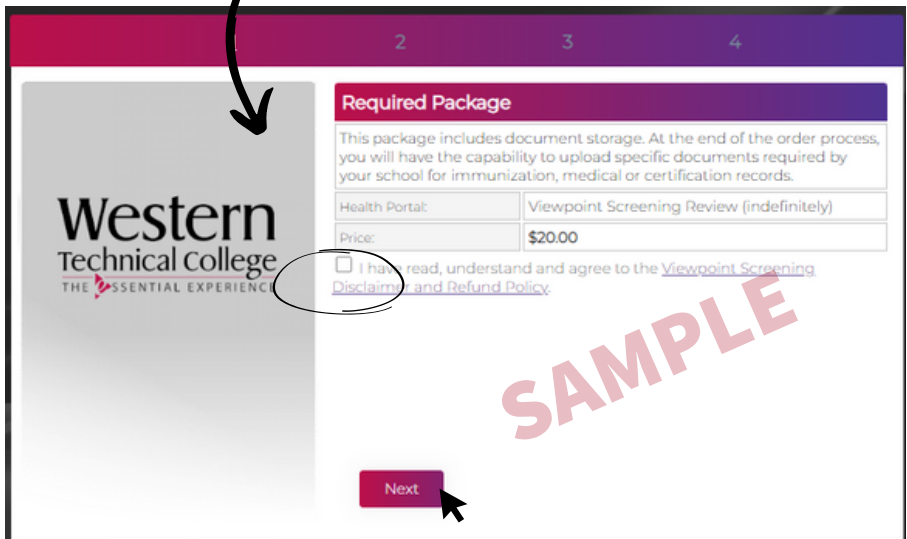 2 3 4
Western
Technical College
THE ESSENTIAL EXPERIENCE
Required Package
This package includes document storage. At the end of the order process,
you will have the capability to upload specific documents required by
your school for immunization, medical or certification records.
Health Portal: Viewpoint Screening Review (indefinitely)
Price: $20.00
I have read, understand and agree to the Viewpoint Screening
Disclaimer and Refund Policy.
SAMPLE
Next